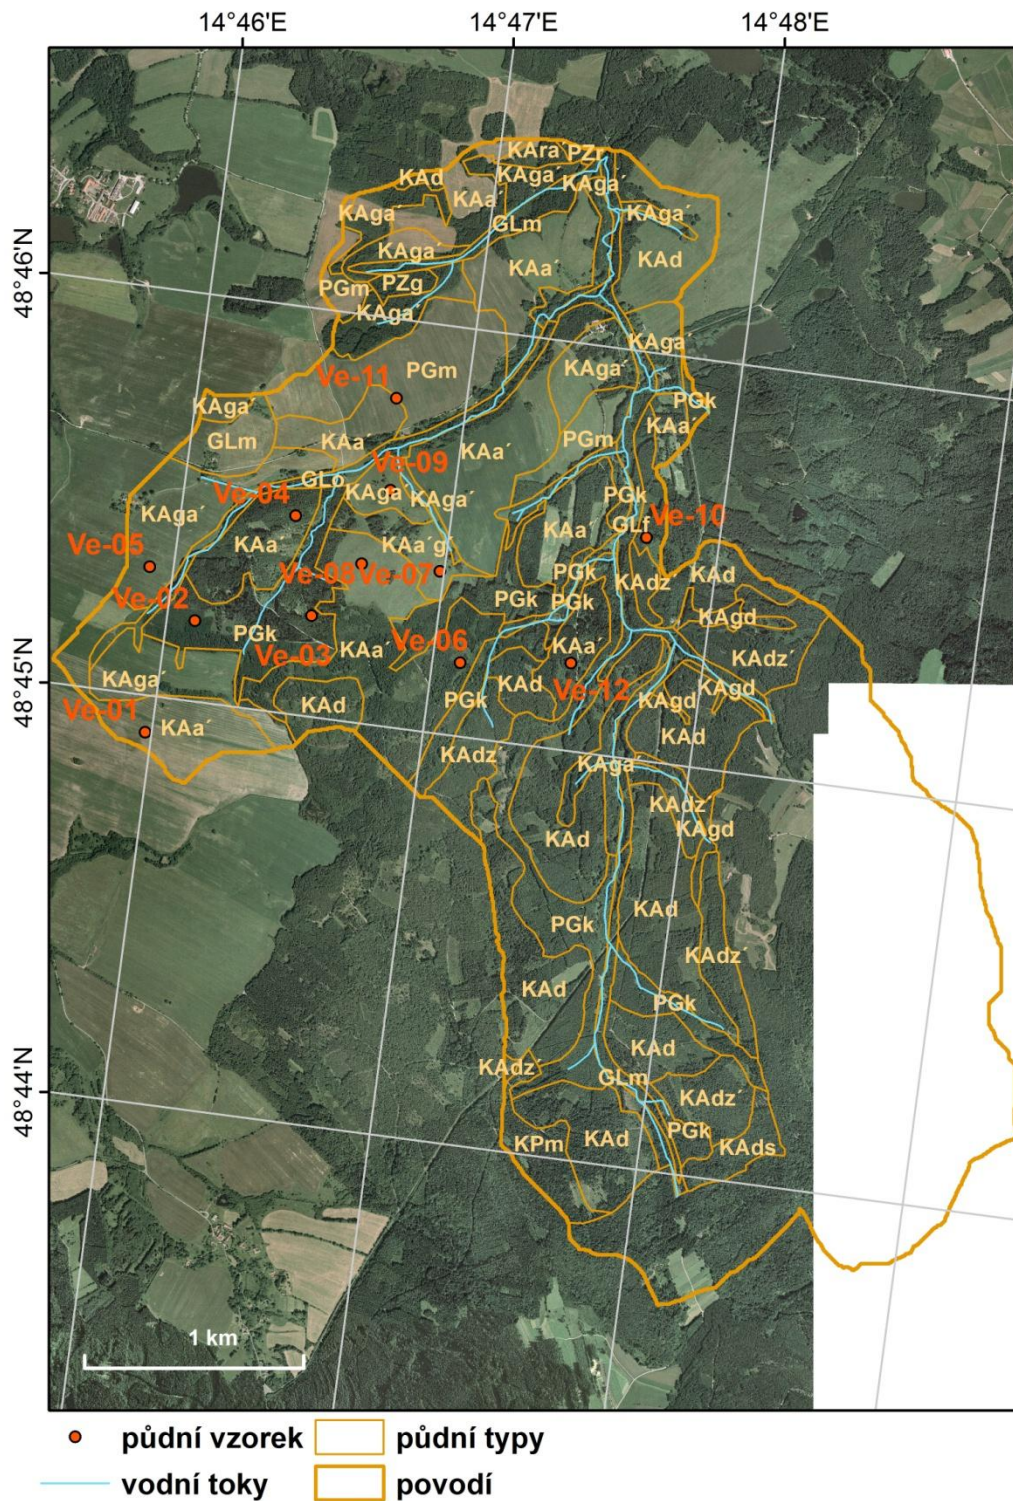 14°46'E
14°47'E
14°48'E
48°46'N
48°45'N
48°44'N
KAra´
PZr
KAd
KAga´
KAga´
KAa´
KAga´
KAga´
GLm
KAga´
KAd
KAa´
PGm
PZg
KAga´
KAga´
PGm
KAga´
Ve-11
PGk
KAga´
KAa´
GLm
KAa´
PGm
KAa´
Ve-09
GLo
KAga
KAga´
PGk
Ve-04
GLf
Ve-10
KAga´
KAa´
KAa´
KAa´g´
Ve-05
Ve-08
Ve-07
PGk
KAdz´
KAd
Ve-02
PGk
PGk
KAgd
PGk
Ve-06
KAa´
Ve-03
KAa´
KAdz´
KAga´
KAd
KAgd
Ve-12
PGk
KAgd
KAd
Ve-01
KAa´
KAd
KAdz´
KAga´
KAdz´
KAgd
KAd
KAd
PGk
KAdz´
KAd
PGk
KAd
KAdz´
GLm
KAdz´
PGk
KPm
KAd
KAds
1 km
půdní vzorek
půdní typy
vodní toky
povodí